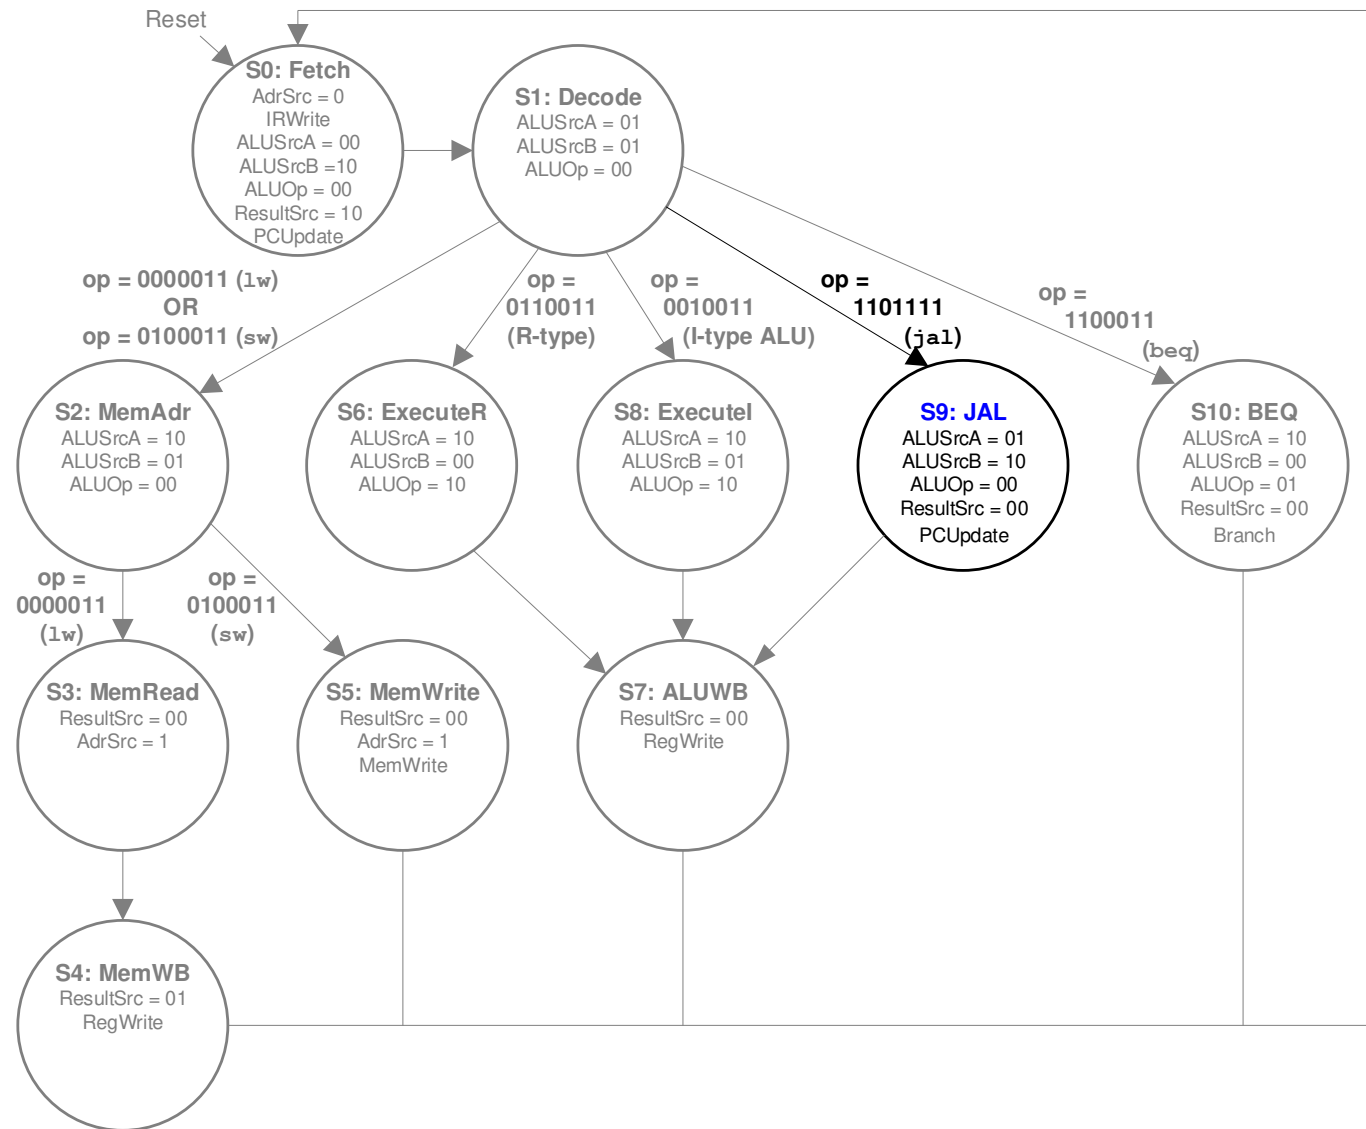 Reset
S0: Fetch
AdrSrc = 0
IRWrite
ALUSrcA = 00
ALUSrcB =10
ALUOp = 00
ResultSrc = 10
PCUpdate
S1: Decode
ALUSrcA = 01
ALUSrcB = 01
ALUOp = 00
op = 0000011 (lw)
OR
op = 0100011 (sw)
op =
0110011
(R-type)
op =
0010011
(I-type ALU)
op =
1101111
(jal)
op =
1100011
(beq)
S2: MemAdr
ALUSrcA = 10
ALUSrcB = 01
ALUOp = 00
S6: ExecuteR
ALUSrcA = 10
ALUSrcB = 00
ALUOp = 10
S8: ExecuteI
ALUSrcA = 10
ALUSrcB = 01
ALUOp = 10
S9: JAL
ALUSrcA = 01
ALUSrcB = 10
ALUOp = 00
ResultSrc = 00
PCUpdate
S10: BEQ
ALUSrcA = 10
ALUSrcB = 00
ALUOp = 01
ResultSrc = 00
Branch
op =
0000011
(lw)
op =
0100011
(sw)
S3: MemRead
ResultSrc = 00
AdrSrc = 1
S5: MemWrite
ResultSrc = 00
AdrSrc = 1
MemWrite
S7: ALUWB
ResultSrc = 00
RegWrite
S4: MemWB
ResultSrc = 01
RegWrite